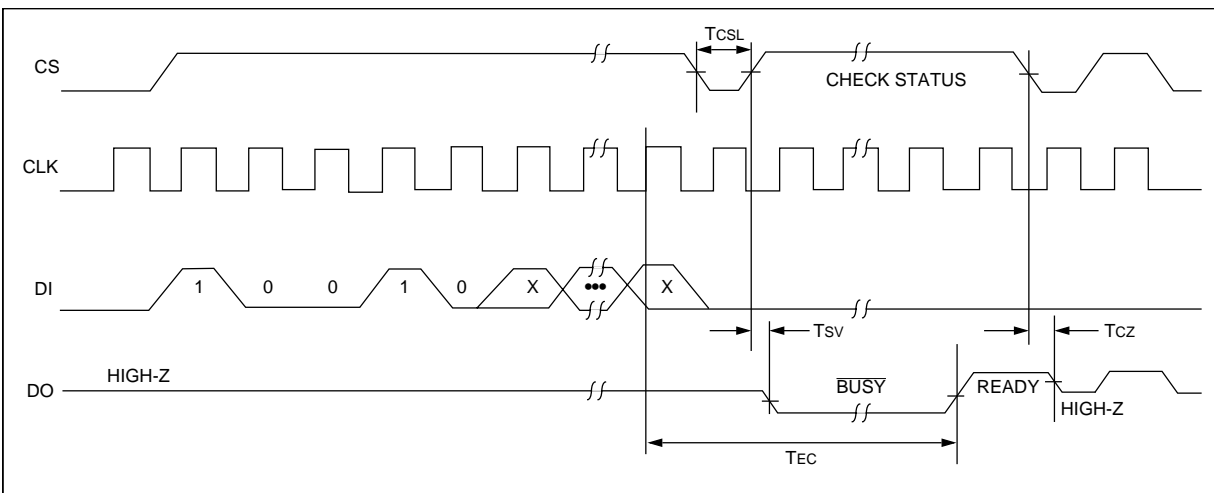 TCSL
CS
CHECK STATUS
CLK
DI
1 0 0 1 0 X ••• X
TSV
TCZ
HIGH-Z
DO
BUSY
READY
HIGH-Z
TEC